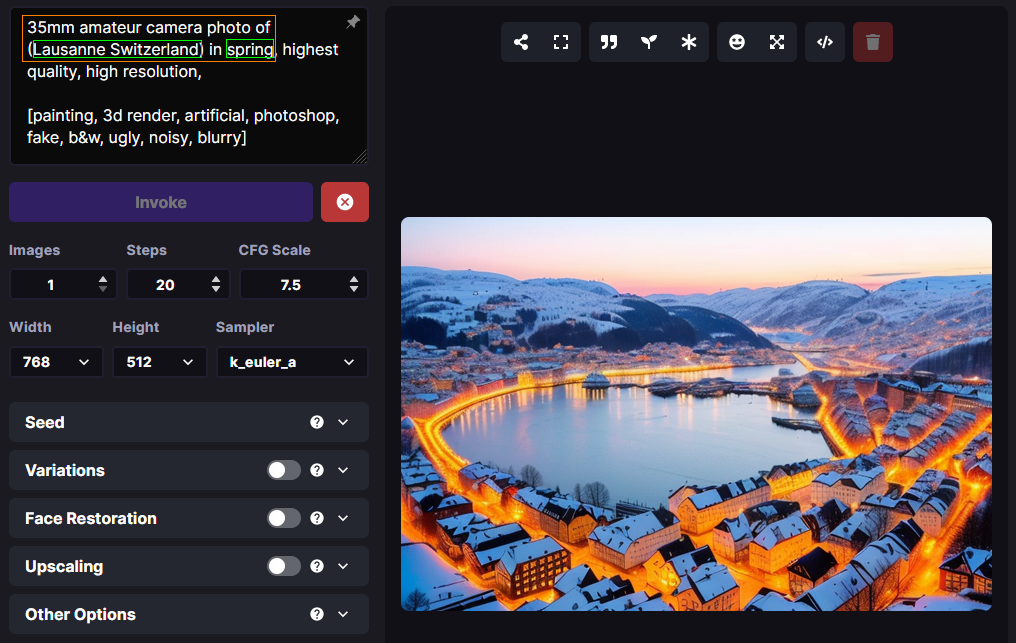 35mm amateur camera photo of
(Lausanne Switzerland) in spring, highest
quality, high resolution,
[painting, 3d render, artificial, photoshop,
fake, b&w, ugly, noisy, blurry]
Invoke
Images Steps CFG Scale
1 20 7.5
Width Height Sampler
768 512 k_euler_a
Seed
Variations
Face Restoration
Upscaling
Other Options